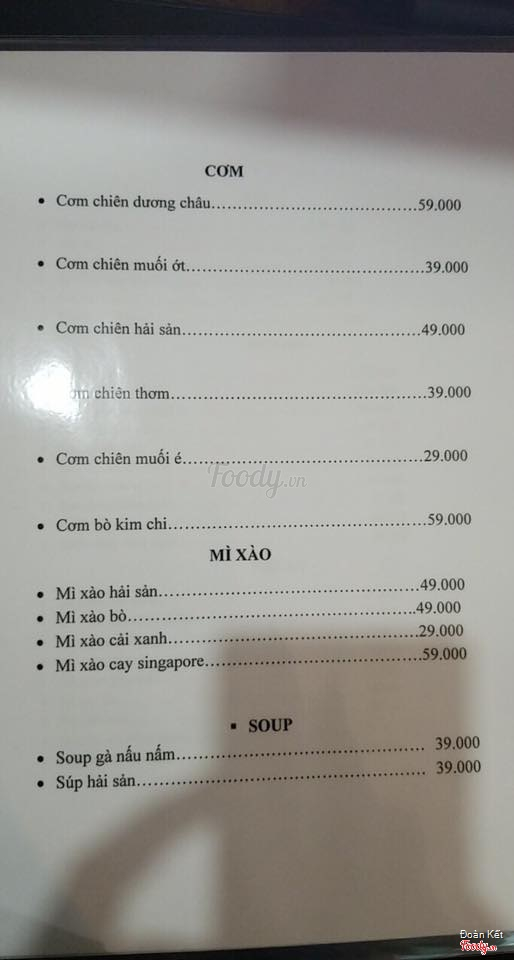 CƠM
• Cơm chiên dương châu..............................59.000
• Cơm chiên muối ớt..............................39.000
• Cơm chiên hải sản..............................49.000
Cơm chiên thơm..............................39.000
• Cơm chiên muối é..............................29.000
Foody.vn
• Cơm bò kim chi..............................59.000
MÌ XÀO
• Mì xào hải sản..............................49.000
• Mì xào bò..............................49.000
• Mì xào cải xanh..............................29.000
• Mì xào cay singapore..............................59.000
▪ SOUP
• Soup gà nấu nấm.............................. 39.000
• Súp hải sản.............................. 39.000
Đoàn Kết
Foody.vn